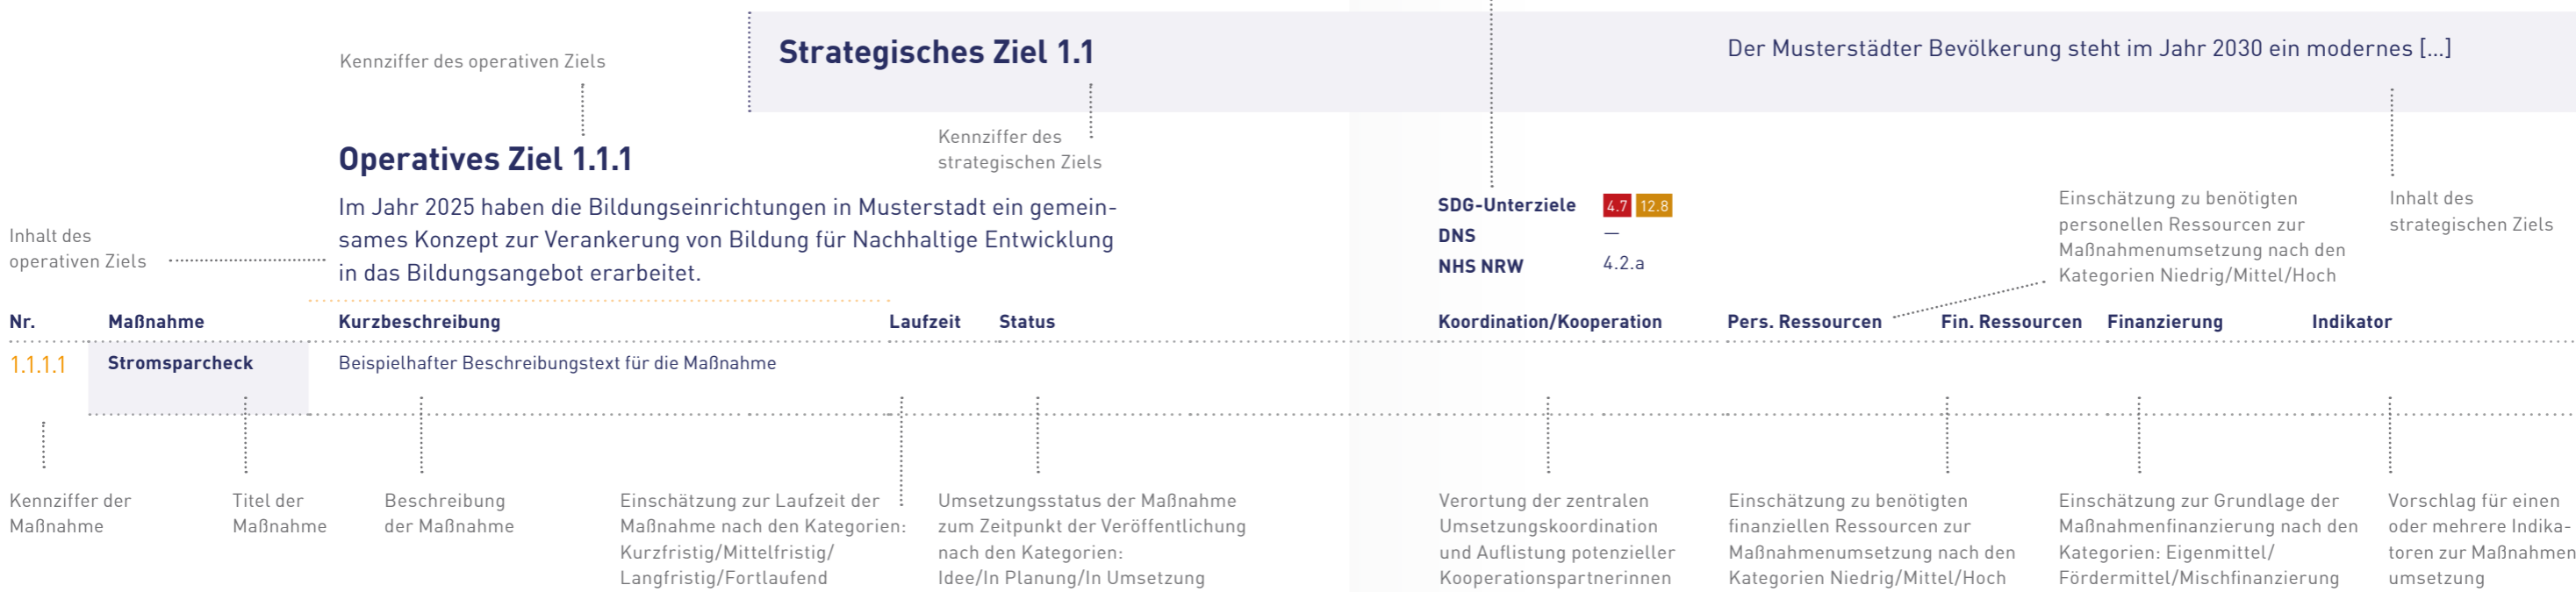 Strategisches Ziel 1.1
Der Musterstädter Bevölkerung steht im Jahr 2030 ein modernes [...]
Kennziffer des operativen Ziels
Kennziffer des
strategischen Ziels
Operatives Ziel 1.1.1
Im Jahr 2025 haben die Bildungseinrichtungen in Musterstadt ein gemein-
sames Konzept zur Verankerung von Bildung für Nachhaltige Entwicklung
in das Bildungsangebot erarbeitet.
Inhalt des
operativen Ziels
SDG-Unterziele 4.7 12.8
DNS —
NHS NRW 4.2.a
Einschätzung zu benötigten
personellen Ressourcen zur
Maßnahmenumsetzung nach den
Kategorien Niedrig/Mittel/Hoch
Inhalt des
strategischen Ziels
Nr. Maßnahme Kurzbeschreibung Laufzeit Status Koordination/Kooperation Pers. Ressourcen Fin. Ressourcen Finanzierung Indikator
1.1.1.1 Stromsparcheck Beispielhafter Beschreibungstext für die Maßnahme
Kennziffer der
Maßnahme
Titel der
Maßnahme
Beschreibung
der Maßnahme
Einschätzung zur Laufzeit der
Maßnahme nach den Kategorien:
Kurzfristig/Mittelfristig/
Langfristig/Fortlaufend
Umsetzungsstatus der Maßnahme
zum Zeitpunkt der Veröffentlichung
nach den Kategorien:
Idee/In Planung/In Umsetzung
Verortung der zentralen
Umsetzungskoordination
und Auflistung potenzieller
Kooperationspartnerinnen
Einschätzung zu benötigten
finanziellen Ressourcen zur
Maßnahmenumsetzung nach den
Kategorien Niedrig/Mittel/Hoch
Einschätzung zur Grundlage der
Maßnahmenfinanzierung nach den
Kategorien: Eigenmittel/
Fördermittel/Mischfinanzierung
Vorschlag für einen
oder mehrere Indika-
toren zur Maßnahmen
umsetzung